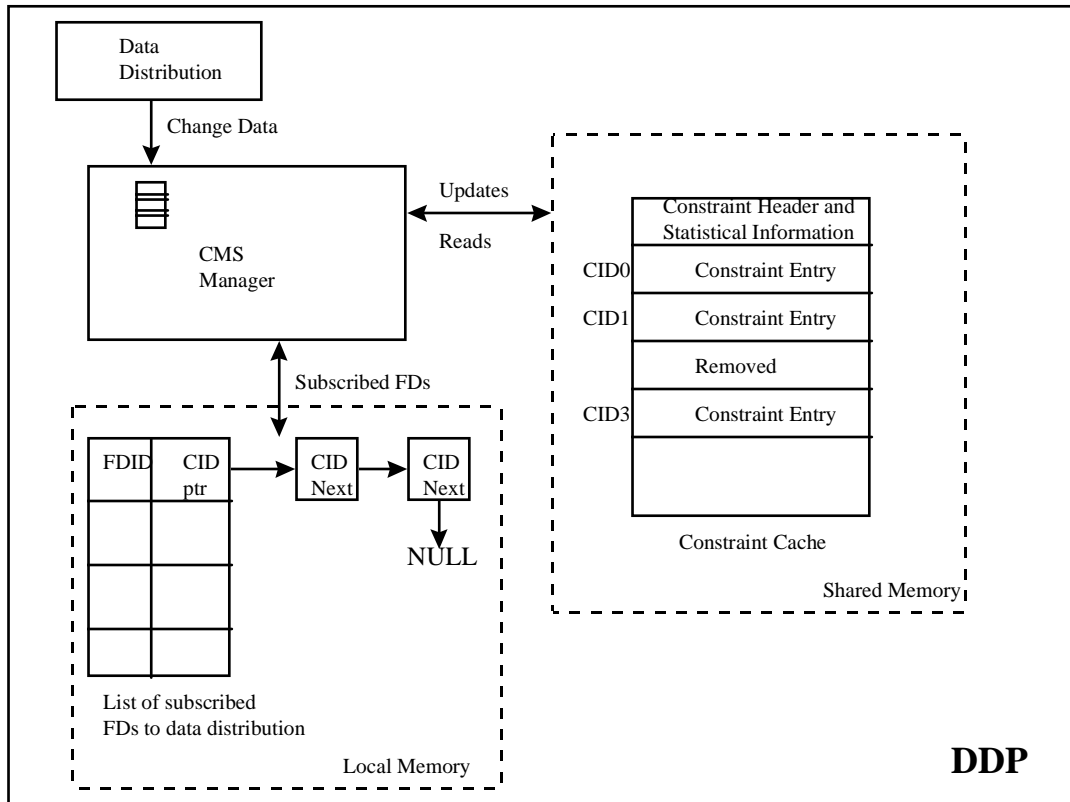 Data
Distribution
Change Data
CMS
Manager
Updates
Reads
Constraint Header and
Statistical Information
CID0 Constraint Entry
CID1 Constraint Entry
Removed
CID3 Constraint Entry
Constraint Cache
Shared Memory
Subscribed FDs
FDID CID
ptr
CID
Next
CID
Next
NULL
List of subscribed
FDs to data distribution
Local Memory
DDP